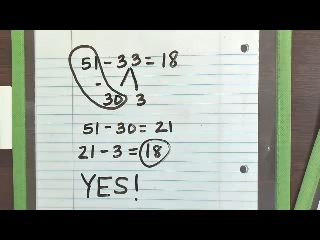 51 - 33 = 18
- 30 3
51 - 30 = 21
21 - 3 = 18
YES!